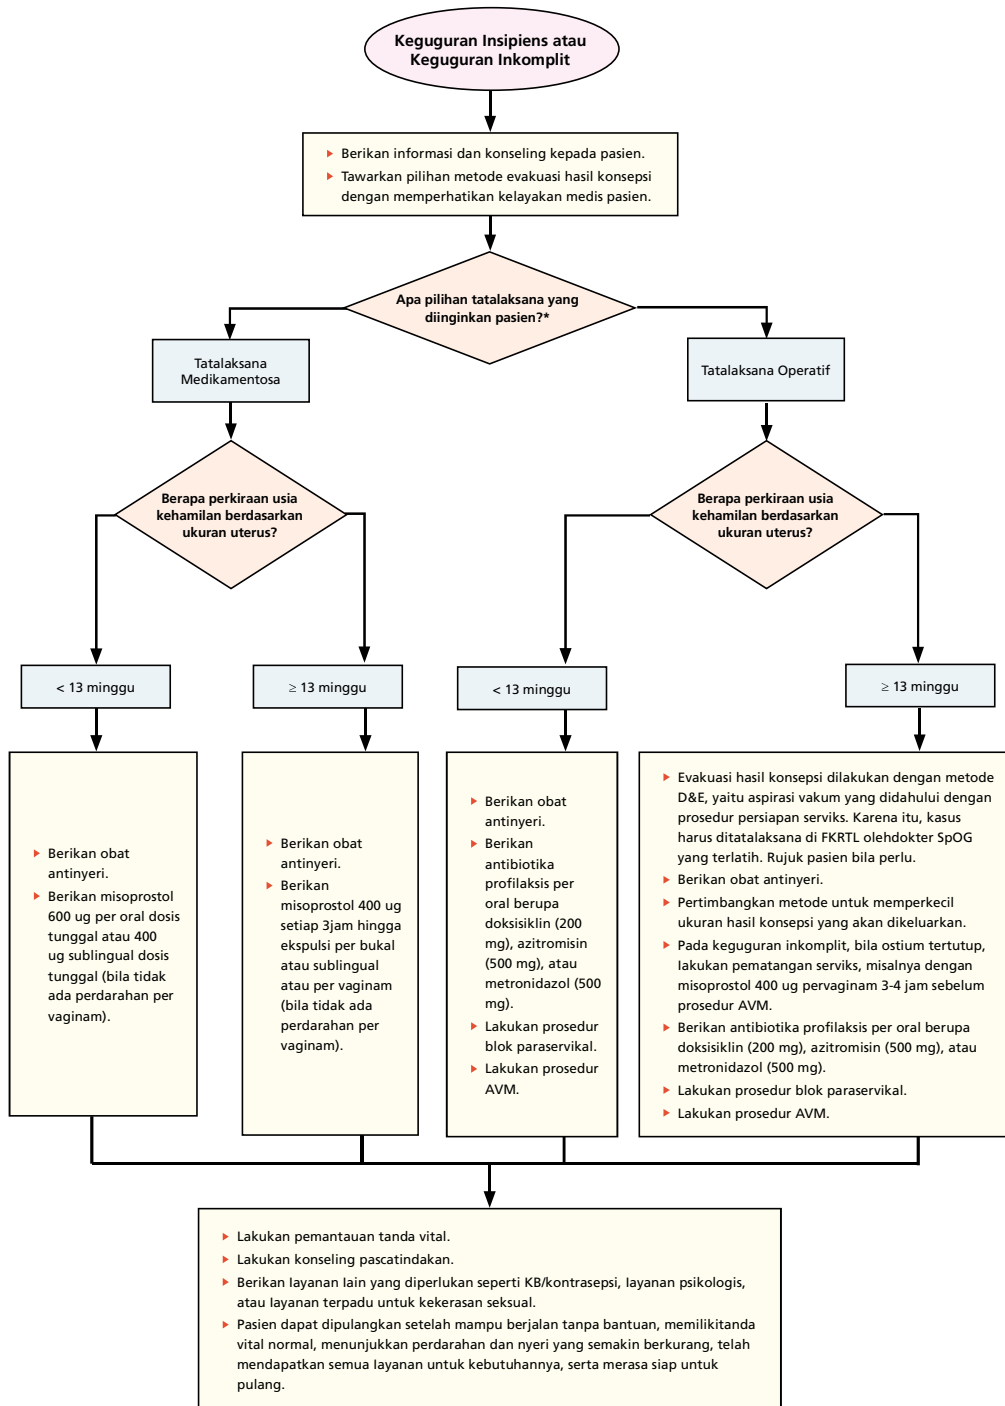 Keguguran Insipiens atau
Keguguran Inkomplit
Berikan informasi dan konseling kepada pasien.
Tawarkan pilihan metode evakuasi hasil konsepsi
dengan memperhatikan kelayakan medis pasien.
Apa pilihan tatalaksana yang
diinginkan pasien?*
Tatalaksana
Medikamentosa
Tatalaksana Operatif
Berapa perkiraan usia
kehamilan berdasarkan
ukuran uterus?
Berapa perkiraan usia
kehamilan berdasarkan
ukuran uterus?
< 13 minggu
≥ 13 minggu
< 13 minggu
≥ 13 minggu
Berikan obat
antinyeri.
Berikan misoprostol
600 ug per oral dosis
tunggal atau 400
ug sublingual dosis
tunggal (bila tidak
ada perdarahan per
vaginam).
Berikan obat
antinyeri.
Berikan
misoprostol 400 ug
setiap 3jam hingga
ekspulsi per bukal
atau sublingual
atau per vaginam
(bila tidak ada
perdarahan per
vaginam).
Berikan obat
antinyeri.
Berikan
antibiotika
profilaksis per
oral berupa
doksisiklin (200
mg), azitromisin
(500 mg), atau
metronidazol (500
mg).
Lakukan prosedur
blok paraservikal.
Lakukan prosedur
AVM.
Evakuasi hasil konsepsi dilakukan dengan metode
D&E, yaitu aspirasi vakum yang didahului dengan
prosedur persiapan serviks. Karena itu, kasus
harus ditatalaksana di FKRTL olehdokter SpOG
yang terlatih. Rujuk pasien bila perlu.
Berikan obat antinyeri.
Pertimbangkan metode untuk memperkecil
ukuran hasil konsepsi yang akan dikeluarkan.
Pada keguguran inkomplit, bila ostium tertutup,
lakukan pematangan serviks, misalnya dengan
misoprostol 400 ug pervaginam 3-4 jam sebelum
prosedur AVM.
Berikan antibiotika profilaksis per oral berupa
doksisiklin (200 mg), azitromisin (500 mg), atau
metronidazol (500 mg).
Lakukan prosedur blok paraservikal.
Lakukan prosedur AVM.
Lakukan pemantauan tanda vital.
Lakukan konseling pascatindakan.
Berikan layanan lain yang diperlukan seperti KB/kontrasepsi, layanan psikologis,
atau layanan terpadu untuk kekerasan seksual.
Pasien dapat dipulangkan setelah mampu berjalan tanpa bantuan, memilikitanda
vital normal, menunjukkan perdarahan dan nyeri yang semakin berkurang, telah
mendapatkan semua layanan untuk kebutuhannya, serta merasa siap untuk
pulang.